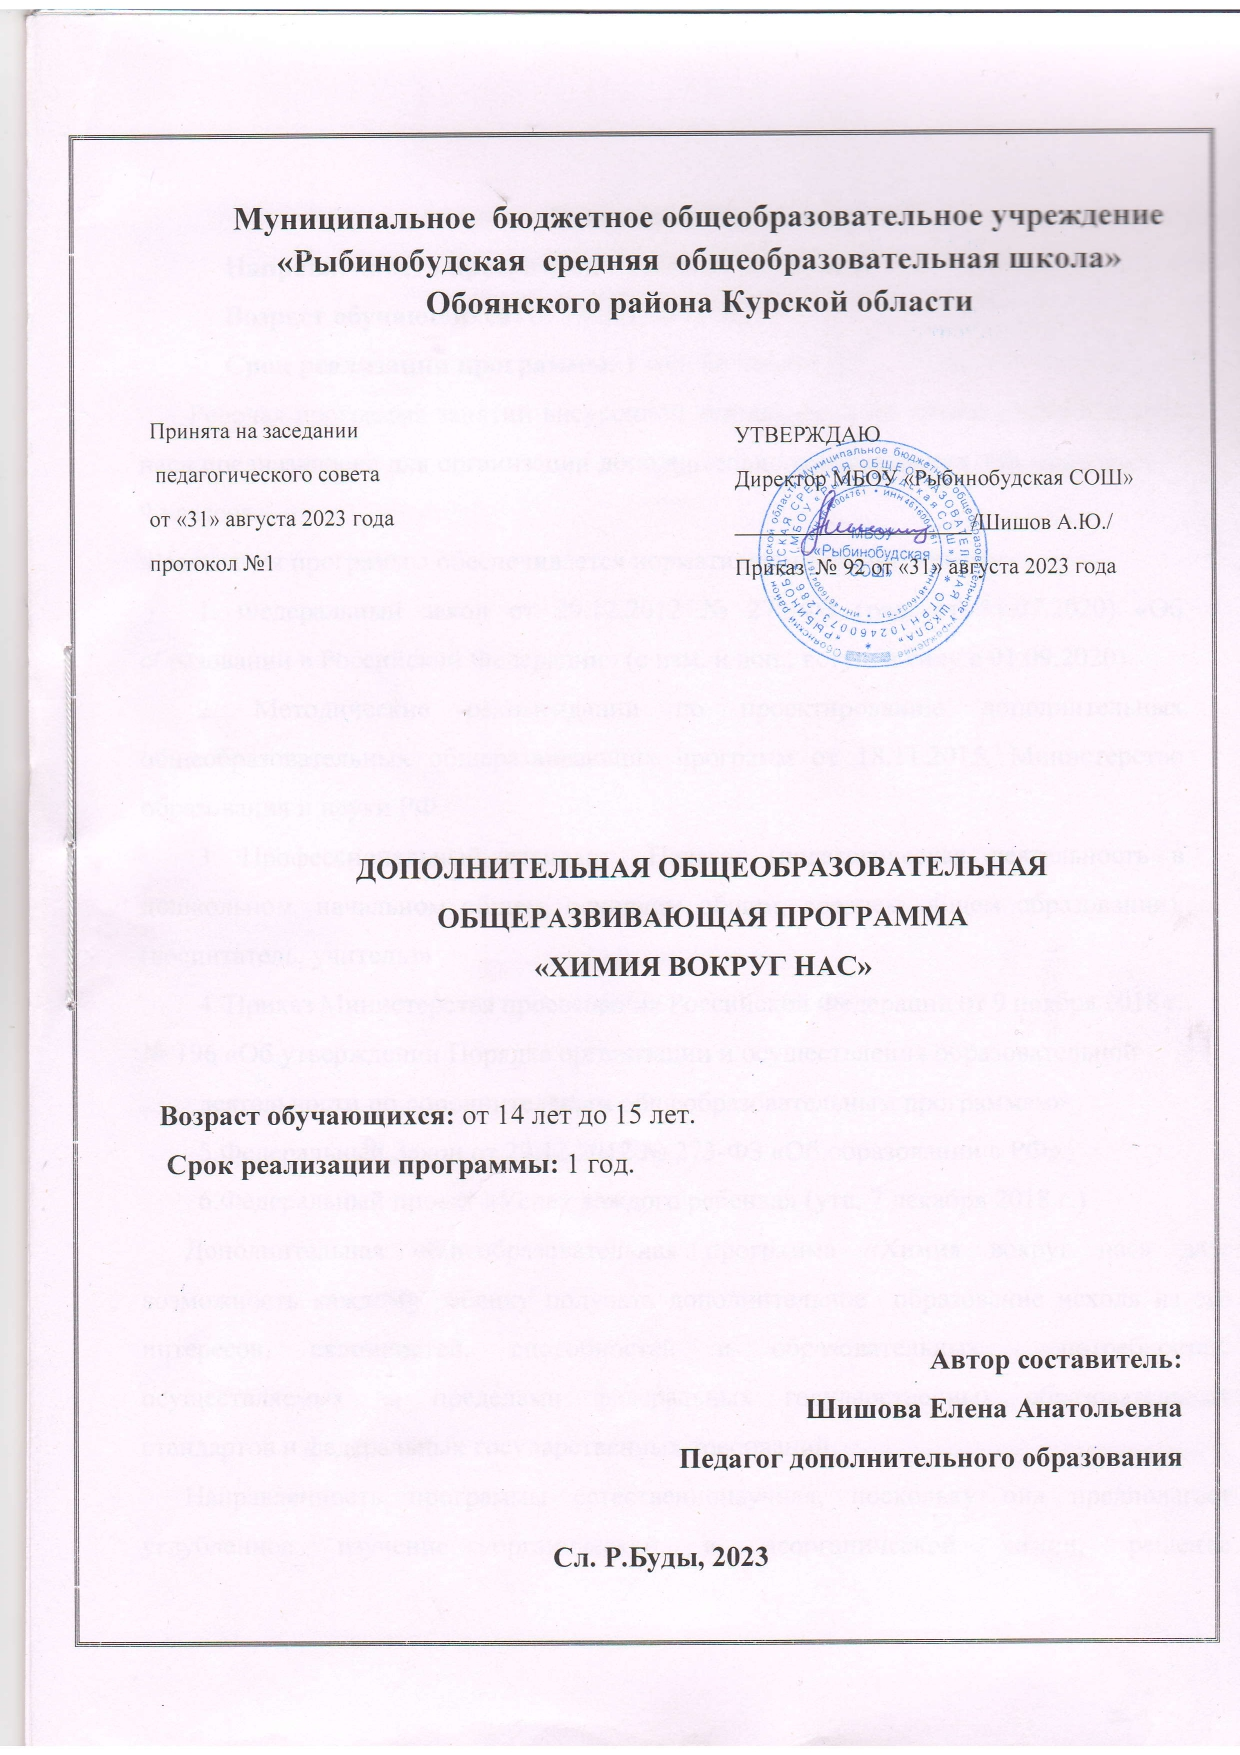 Муниципальное бюджетное общеобразовательное учреждение
«Рыбинобудская средняя общеобразовательная школа»
Обоянского района Курской области
Принята на заседании
педагогического совета
от «31» августа 2023 года
протокол №1
УТВЕРЖДАЮ
Директор МБОУ «Рыбинобудская СОШ»
/Шишов А.Ю./
Приказ .№ 92 от «31» августа 2023 года
МБОУ
«Рыбинобудская
СОШ»
ДОПОЛНИТЕЛЬНАЯ ОБЩЕОБРАЗОВАТЕЛЬНАЯ
ОБЩЕРАЗВИВАЮЩАЯ ПРОГРАММА
«ХИМИЯ ВОКРУГ НАС»
Возраст обучающихся: от 14 лет до 15 лет.
Срок реализации программы: 1 год.
Автор составитель:
Шишова Елена Анатольевна
Педагог дополнительного образования
Сл. Р.Буды, 2023